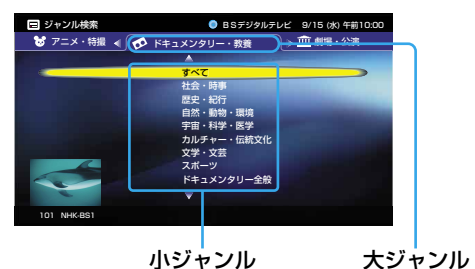 ジャンル検索
BSデジタルテレビ 9/15 (水) 午前10:00
アニメ・特撮
ドキュメンタリー・教養
劇場・公演
すべて
社会・時事
歴史・紀行
自然・動物・環境
宇宙・科学・医学
カルチャー・伝統文化
文学・文芸
スポーツ
ドキュメンタリー全般
101 NHK-BS1
小ジャンル
大ジャンル